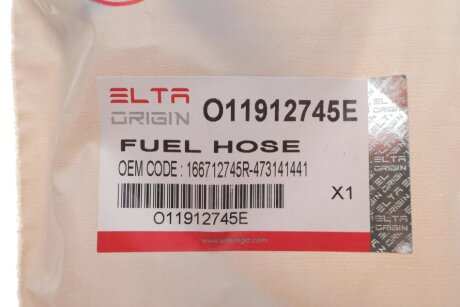 ELTA
ORIGIN
O11912745E
FUEL HOSE
OEM CODE : 166712745R-473141441
X1
O11912745E
ELTA
ORIGIN
www.eltaorigin.com